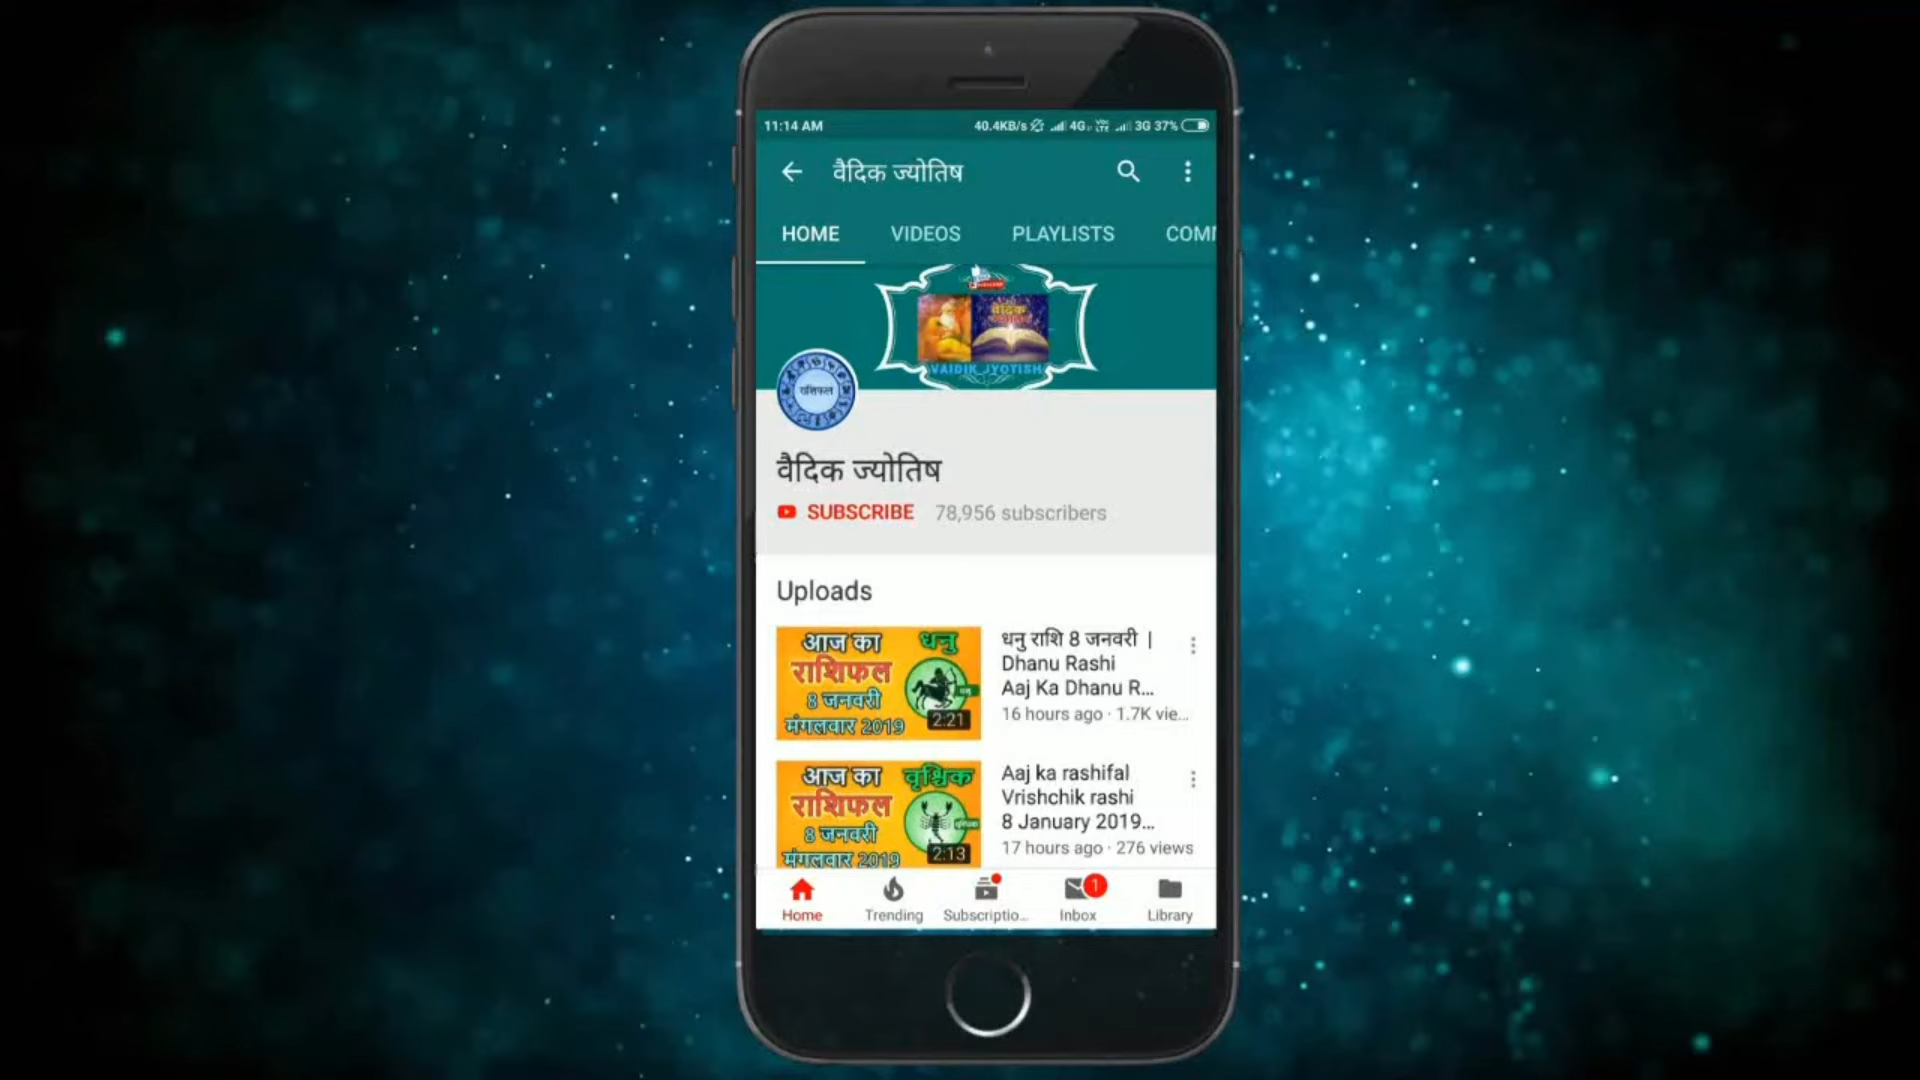 11:14 AM
40.4KB/s 4G VoLTE 3G 37%
वैदिक ज्योतिष
HOME VIDEOS PLAYLISTS COMM
वैदिक
VAIDIK JYOTISH
राशिफल
वैदिक ज्योतिष
SUBSCRIBE 78,956 subscribers
Uploads
आज का धनु
राशिफल
8 जनवरी
मंगलवार 2019
2:21
धनु राशि 8 जनवरी |
Dhanu Rashi
Aaj Ka Dhanu R...
16 hours ago · 1.7K vie...
आज का वृश्चिक
राशिफल
8 जनवरी
मंगलवार 2019
2:13
Aaj ka rashifal
Vrishchik rashi
8 January 2019...
17 hours ago · 276 views
1
Home Trending Subscriptio... Inbox Library